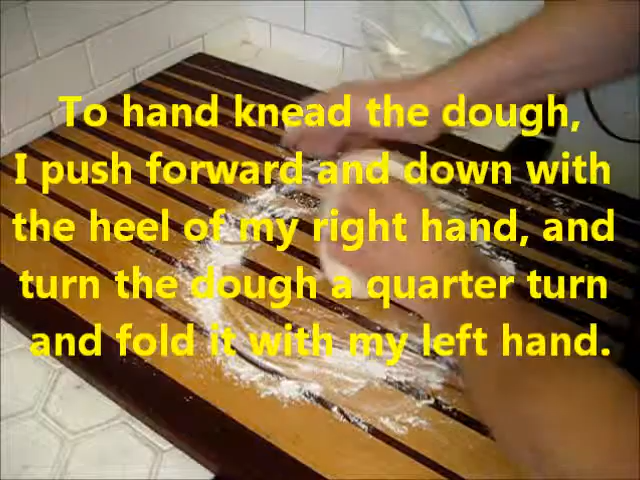 To hand knead the dough,
I push forward and down with
the heel of my right hand, and
turn the dough a quarter turn
and fold it with my left hand.